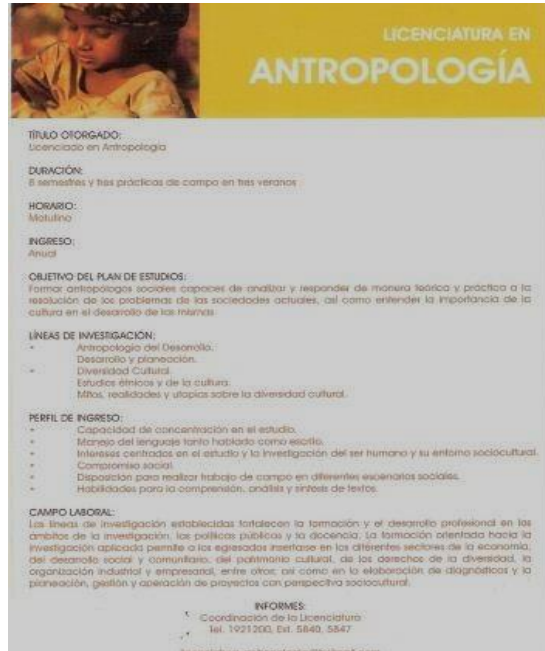 LICENCIATURA EN
ANTROPOLOGÍA
TÍTULO OTORGADO:
Licenciado en Antropología
DURACIÓN:
8 semestres y tres prácticas de campo en tres veranos
HORARIO:
Matutino
INGRESO:
Anual
OBJETIVO DEL PLAN DE ESTUDIOS:
Formar antropólogos sociales capaces de analizar y responder de manera teórica y práctica a la
resolución de los problemas de las sociedades actuales, así como entender la importancia de la
cultura en el desarrollo de las mismas
LÍNEAS DE INVESTIGACIÓN:
- Antropología del Desarrollo.
Desarrollo y planeación.
- Diversidad Cultural.
Estudios étnicos y de la cultura.
Mitos, realidades y utopías sobre la diversidad cultural.
PERFIL DE INGRESO:
- Capacidad de concentración en el estudio.
- Manejo del lenguaje tanto hablado como escrito.
- Intereses centrados en el estudio y la investigación del ser humano y su entorno sociocultural.
- Compromiso social.
- Disposición para realizar trabajo de campo en diferentes escenarios sociales.
- Habilidades para la comprensión, análisis y síntesis de textos.
CAMPO LABORAL:
Las líneas de investigación establecidas fortalecen la formación y el desarrollo profesional en los
ámbitos de la investigación, las políticas públicas y la docencia. La formación orientada hacia la
investigación aplicada permite a los egresados insertarse en los diferentes sectores de la economía,
del desarrollo social y comunitario, del patrimonio cultural, de los derechos de la diversidad, la
organización industrial y empresarial, entre otros; así como en la elaboración de diagnósticos y la
planeación, gestión y operación de proyectos con perspectiva sociocultural.
INFORMES:
Coordinación de la Licenciatura
Tel. 1921200, Ext. 5840, 5847